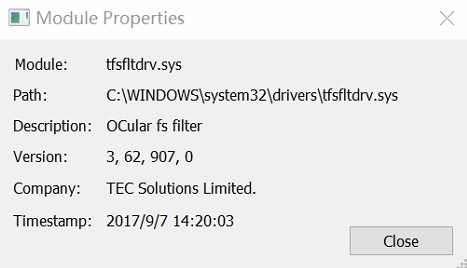 Module Properties
Module: tfsfltdrv.sys
Path: C:\WINDOWS\system32\drivers\tfsfltdrv.sys
Description: OCular fs filter
Version: 3, 62, 907, 0
Company: TEC Solutions Limited.
Timestamp: 2017/9/7 14:20:03
Close